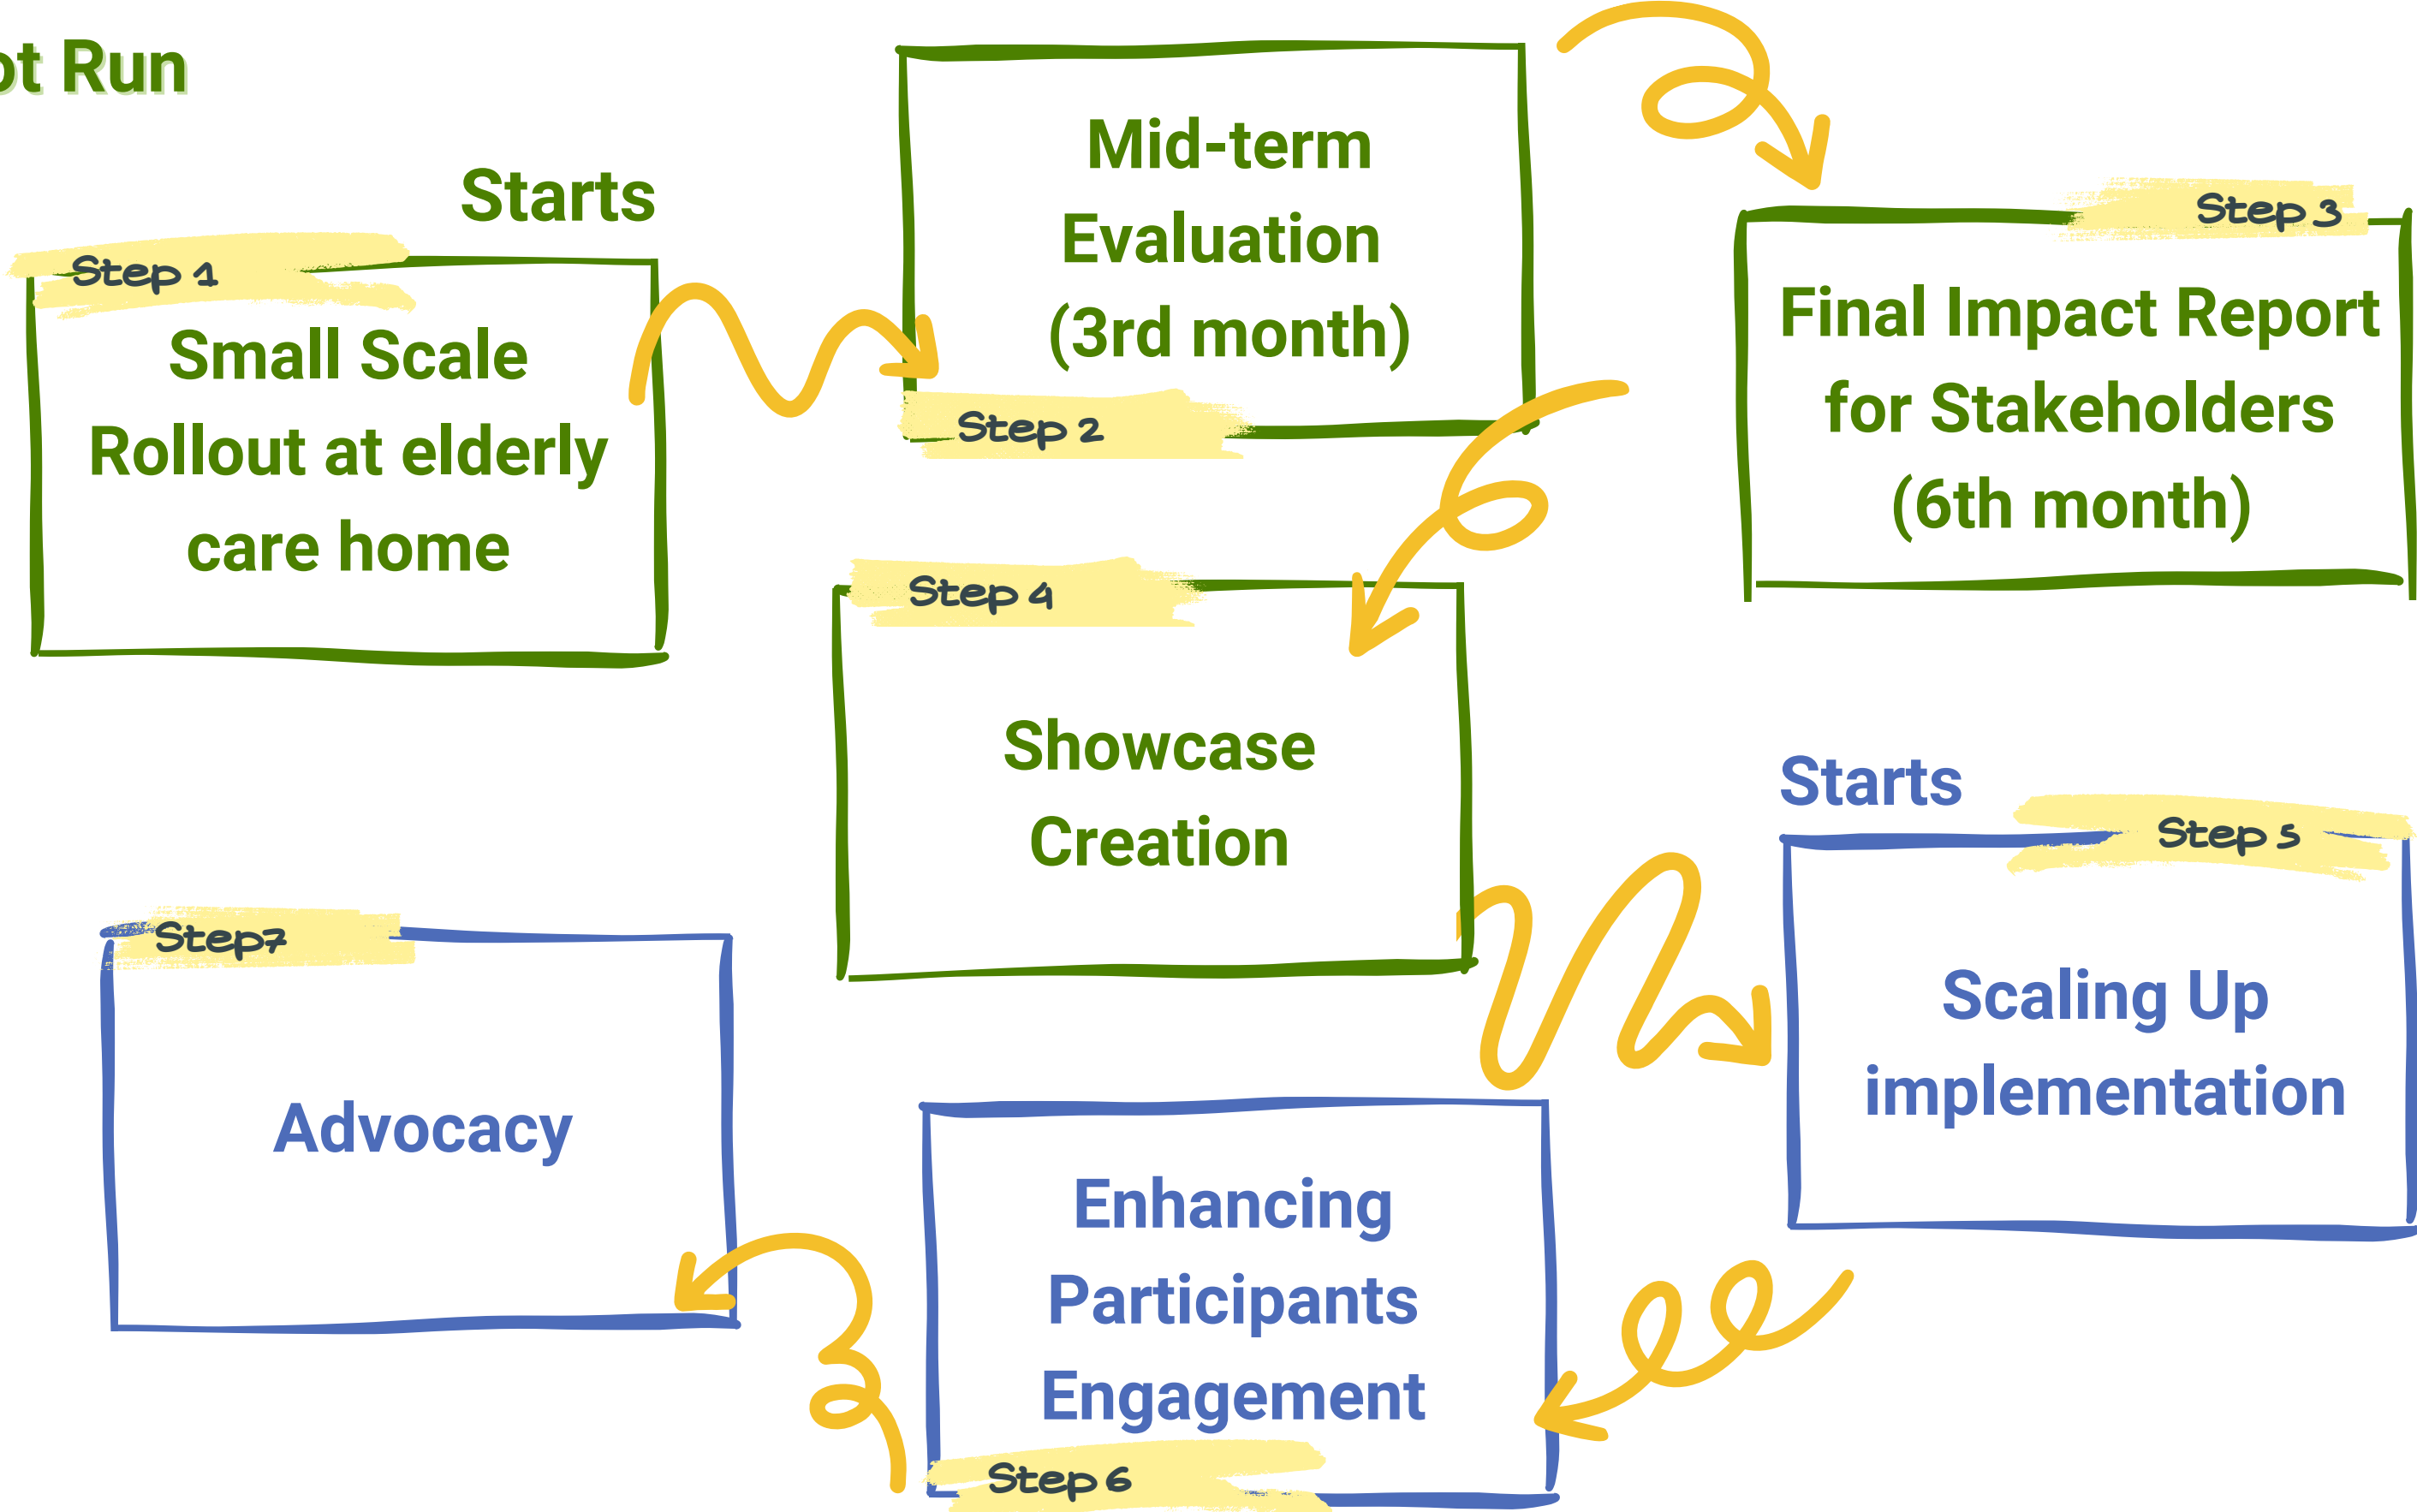 ot Run
Starts
Step 1
Small Scale
Rollout at elderly
care home
Mid-term
Evaluation
(3rd month)
Step 2
Step 3
Final Impact Report
for Stakeholders
(6th month)
Step 4
Showcase
Creation
Starts
Step 5
Scaling Up
implementation
Enhancing
Participants
Engagement
Step 6
Step 7
Advocacy